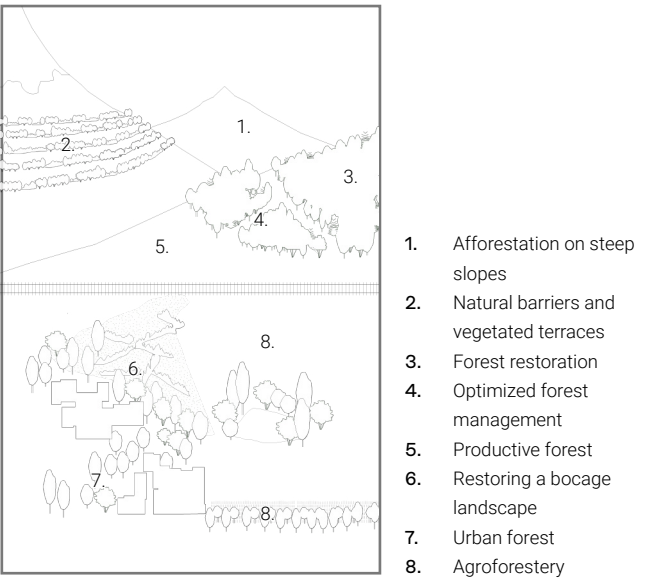 1.
2.
3.
4.
5.
8.
6.
7.
8.
1. Afforestation on steep
slopes
2. Natural barriers and
vegetated terraces
3. Forest restoration
4. Optimized forest
management
5. Productive forest
6. Restoring a bocage
landscape
7. Urban forest
8. Agroforestery